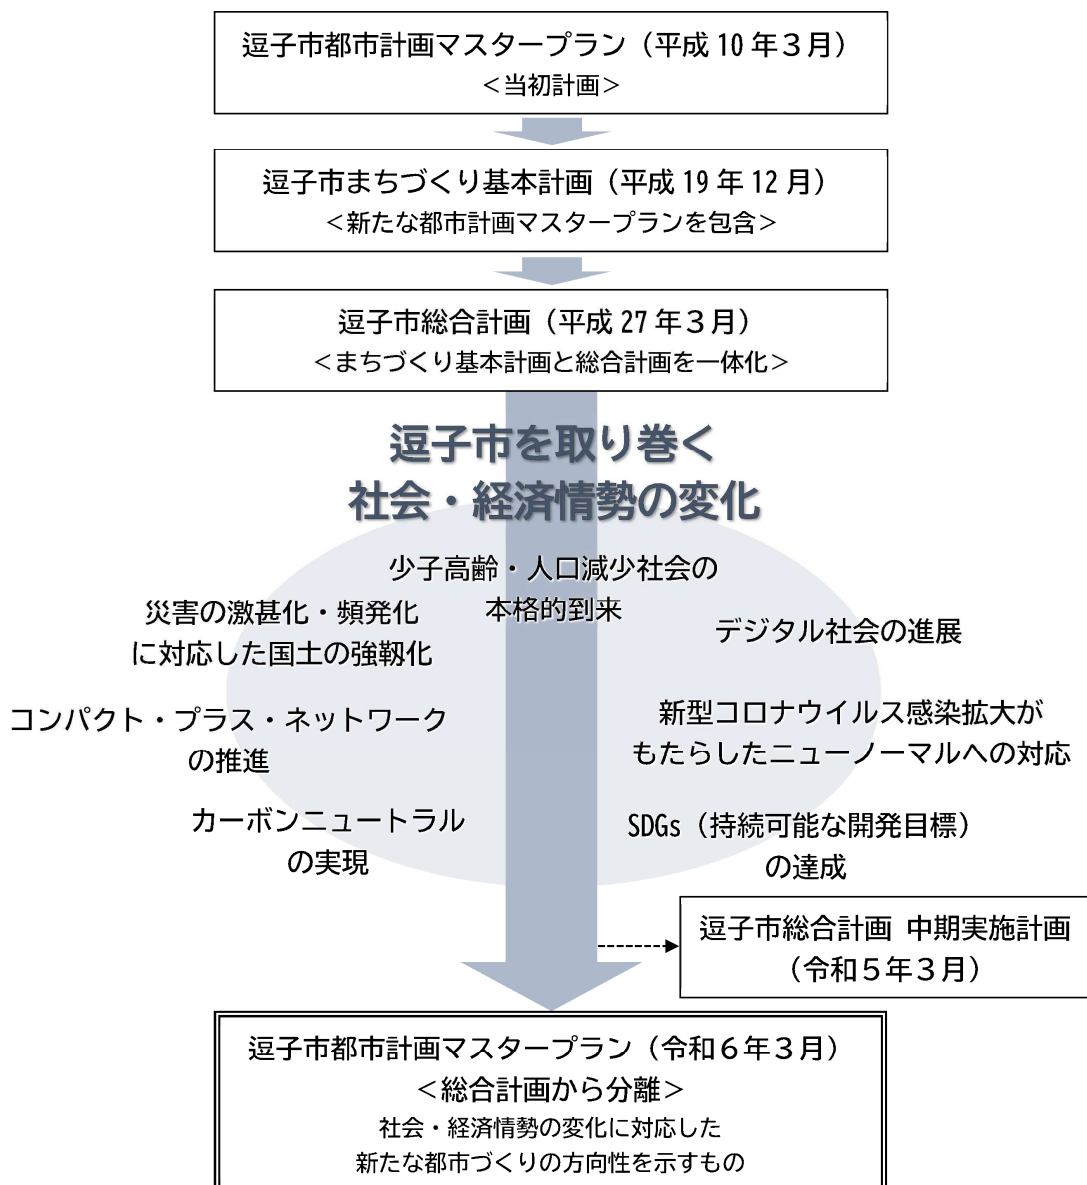 逗子市都市計画マスタープラン（平成 10 年３月）
＜当初計画＞
逗子市まちづくり基本計画（平成 19 年 12 月）
＜新たな都市計画マスタープランを包含＞
逗子市総合計画（平成 27 年３月）
＜まちづくり基本計画と総合計画を一体化＞
逗子市を取り巻く
社会・経済情勢の変化
少子高齢・人口減少社会の
本格的到来
災害の激甚化・頻発化
に対応した国土の強靱化
デジタル社会の進展
コンパクト・プラス・ネットワーク
の推進
新型コロナウイルス感染拡大が
もたらしたニューノーマルへの対応
カーボンニュートラル
の実現
SDGs（持続可能な開発目標）
の達成
逗子市総合計画 中期実施計画
（令和５年３月）
逗子市都市計画マスタープラン（令和６年３月）
＜総合計画から分離＞
社会・経済情勢の変化に対応した
新たな都市づくりの方向性を示すもの